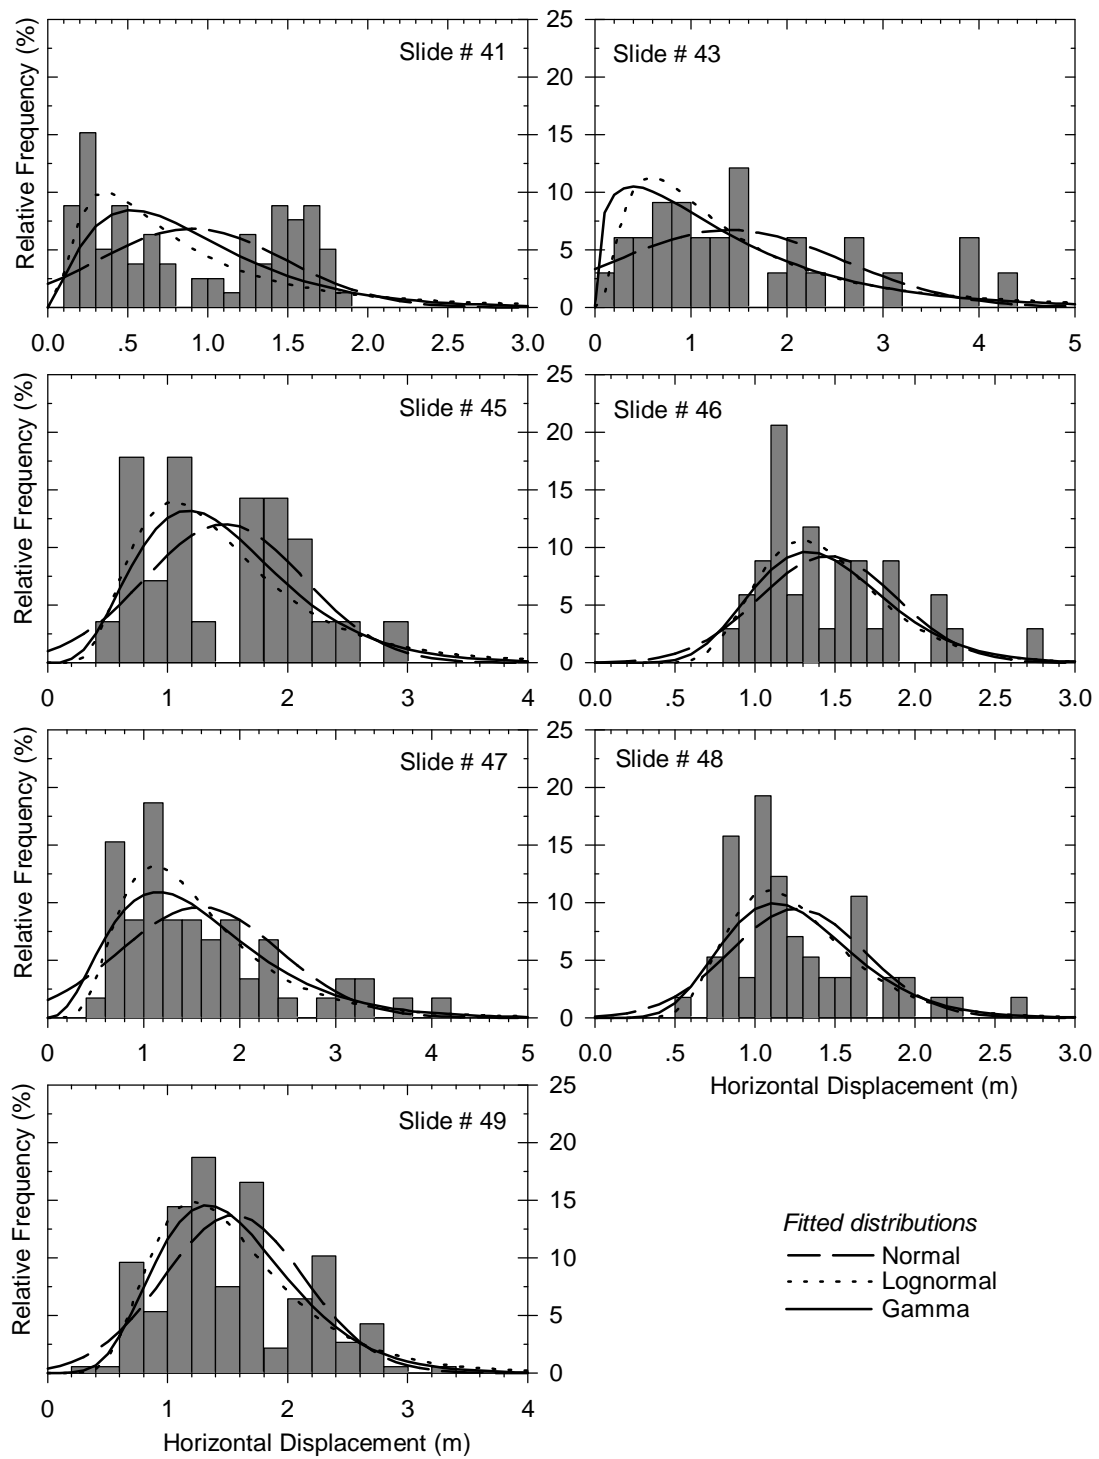 Relative Frequency (%)
Slide # 41
0.0 .5 1.0 1.5 2.0 2.5 3.0
25
20
15
10
5
0
Slide # 43
0 1 2 3 4 5
Relative Frequency (%)
Slide # 45
0 1 2 3 4
25
20
15
10
5
0
Slide # 46
0.0 .5 1.0 1.5 2.0 2.5 3.0
Relative Frequency (%)
Slide # 47
0 1 2 3 4 5
25
20
15
10
5
0
Slide # 48
0.0 .5 1.0 1.5 2.0 2.5 3.0
Horizontal Displacement (m)
Relative Frequency (%)
Slide # 49
25
20
15
10
5
0
0 1 2 3 4
Horizontal Displacement (m)
Fitted distributions
Normal
Lognormal
Gamma